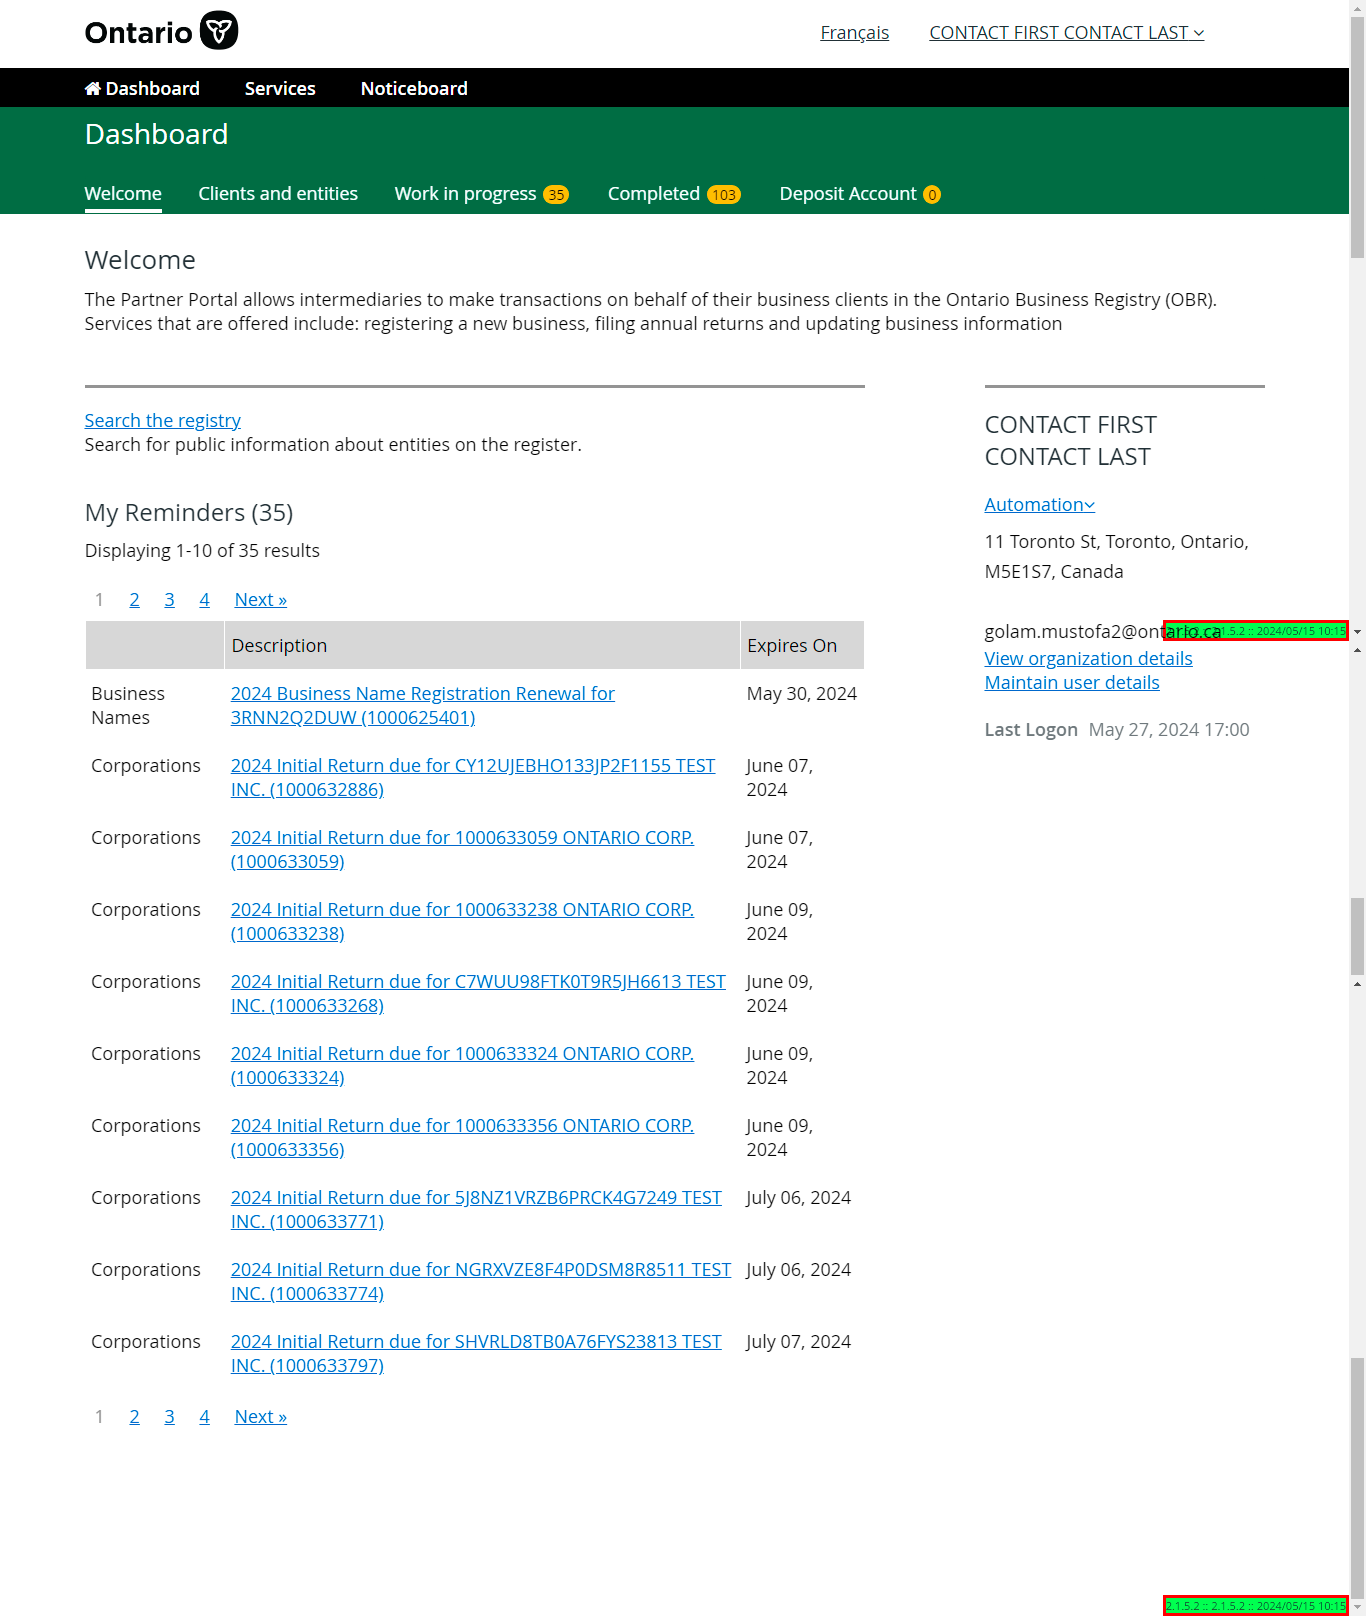 Ontario
Français
CONTACT FIRST CONTACT LAST
Dashboard
Services
Noticeboard
Dashboard
Welcome
Clients and entities
Work in progress 35
Completed 103
Deposit Account 0
Welcome
The Partner Portal allows intermediaries to make transactions on behalf of their business clients in the Ontario Business Registry (OBR).
Services that are offered include: registering a new business, filing annual returns and updating business information
Search the registry
Search for public information about entities on the register.
My Reminders (35)
Displaying 1-10 of 35 results
1 2 3 4 Next »
Description Expires On
Business 2024 Business Name Registration Renewal for May 30, 2024
Names 3RNN2Q2DUW (1000625401)
Corporations 2024 Initial Return due for CY12UJEBHO133JP2F1155 TEST June 07,
INC. (1000632886) 2024
Corporations 2024 Initial Return due for 1000633059 ONTARIO CORP. June 07,
(1000633059) 2024
Corporations 2024 Initial Return due for 1000633238 ONTARIO CORP. June 09,
(1000633238) 2024
Corporations 2024 Initial Return due for C7WUU98FTK0T9R5JH6613 TEST June 09,
INC. (1000633268) 2024
Corporations 2024 Initial Return due for 1000633324 ONTARIO CORP. June 09,
(1000633324) 2024
Corporations 2024 Initial Return due for 1000633356 ONTARIO CORP. June 09,
(1000633356) 2024
Corporations 2024 Initial Return due for 5J8NZ1VRZB6PRCK4G7249 TEST July 06, 2024
INC. (1000633771)
Corporations 2024 Initial Return due for NGRXVZE8F4P0DSM8R8511 TEST July 06, 2024
INC. (1000633774)
Corporations 2024 Initial Return due for SHVRLD8TB0A76FYS23813 TEST July 07, 2024
INC. (1000633797)
1 2 3 4 Next »
CONTACT FIRST
CONTACT LAST
Automation
11 Toronto St, Toronto, Ontario,
M5E1S7, Canada
golam.mustofa2@ontario.ca
2.1.5.2 :: 2.1.5.2 :: 2024/05/15 10:15
View organization details
Maintain user details
Last Logon May 27, 2024 17:00
2.1.5.2 :: 2.1.5.2 :: 2024/05/15 10:15